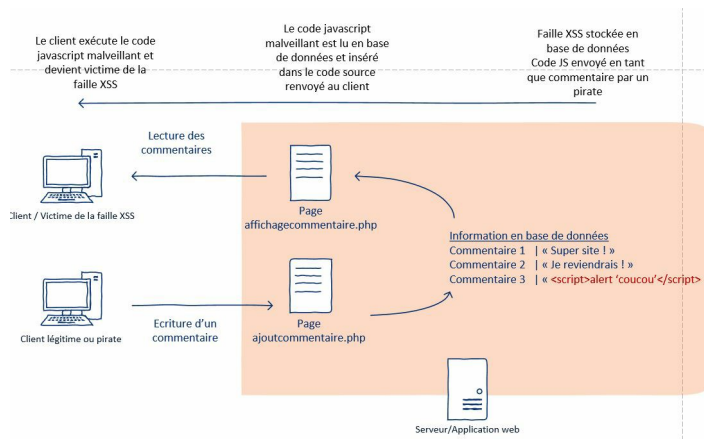 Le client exécute le code
javascript malveillant et
devient victime de la
faille XSS
Le code javascript
malveillant est lu en base
de données et inséré
dans le code source
renvoyé au client
Faille XSS stockée en
base de données
Code JS envoyé en tant
que commentaire par un
pirate
Lecture des
commentaires
Client / Victime de la faille XSS
Page
affichagecommentaire.php
Information en base de données
Commentaire 1 | « Super site ! »
Commentaire 2 | « Je reviendrais ! »
Commentaire 3 | « <script>alert ‘coucou’</script>
Client légitime ou pirate
Ecriture d’un
commentaire
Page
ajoutcommentaire.php
Serveur/Application web